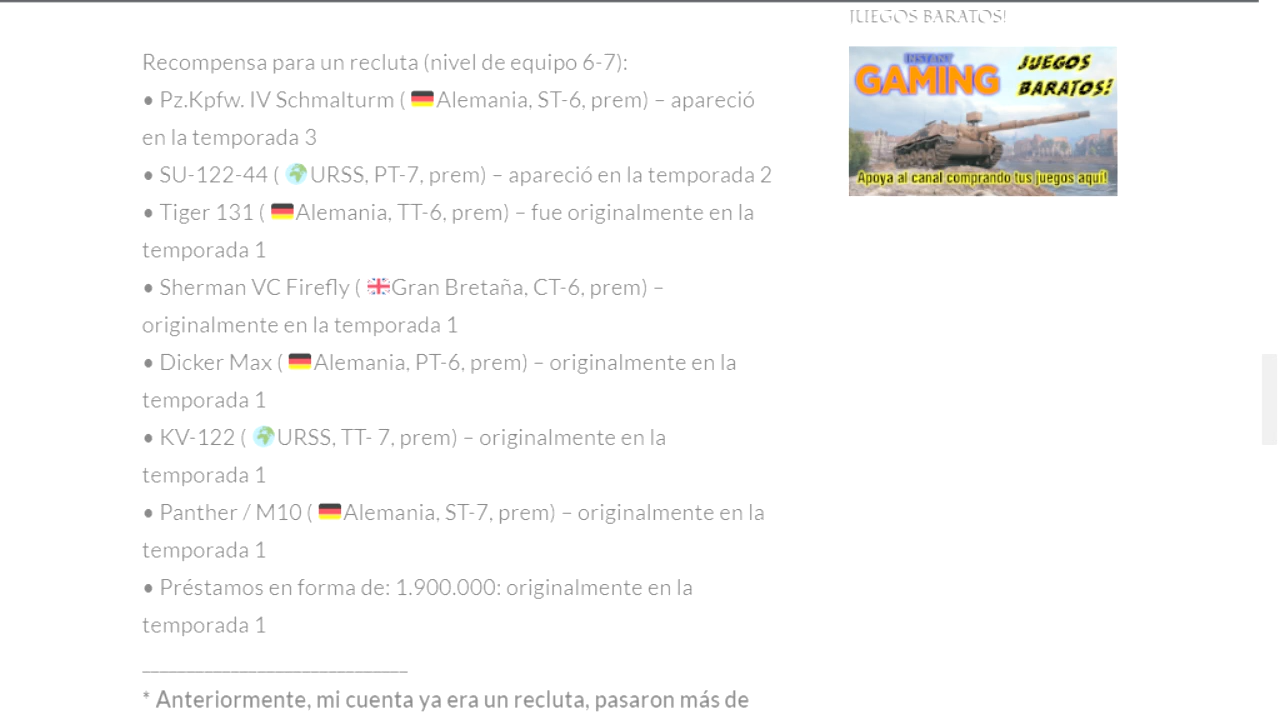 JUEGOS BARATOS!
INSTANT
GAMING
JUEGOS
BARATOS!
Apoya al canal comprando tus juegos aquí!
Recompensa para un recluta (nivel de equipo 6-7):
• Pz.Kpfw. IV Schmalturm ( Alemania, ST-6, prem) – apareció
en la temporada 3
• SU-122-44 ( URSS, PT-7, prem) – apareció en la temporada 2
• Tiger 131 ( Alemania, TT-6, prem) – fue originalmente en la
temporada 1
• Sherman VC Firefly ( Gran Bretaña, CT-6, prem) –
originalmente en la temporada 1
• Dicker Max ( Alemania, PT-6, prem) – originalmente en la
temporada 1
• KV-122 ( URSS, TT- 7, prem) – originalmente en la
temporada 1
• Panther / M10 ( Alemania, ST-7, prem) – originalmente en la
temporada 1
• Préstamos en forma de: 1.900.000: originalmente en la
temporada 1
______________________________
* Anteriormente, mi cuenta ya era un recluta, pasaron más de